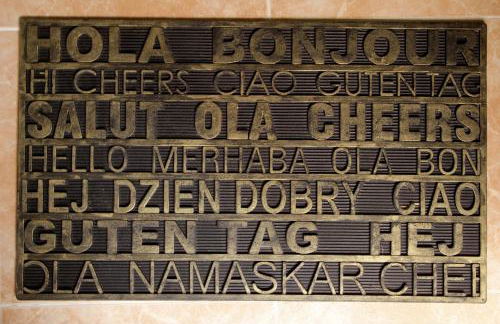 HOLA BONJOUR
HI CHEERS CIAO GUTEN TAG
SALUT OLA CHEERS
HELLO MERHABA OLA BON
HEJ DZIEN DOBRY CIAO
GUTEN TAG HEJ
OLA NAMASKAR CHEE